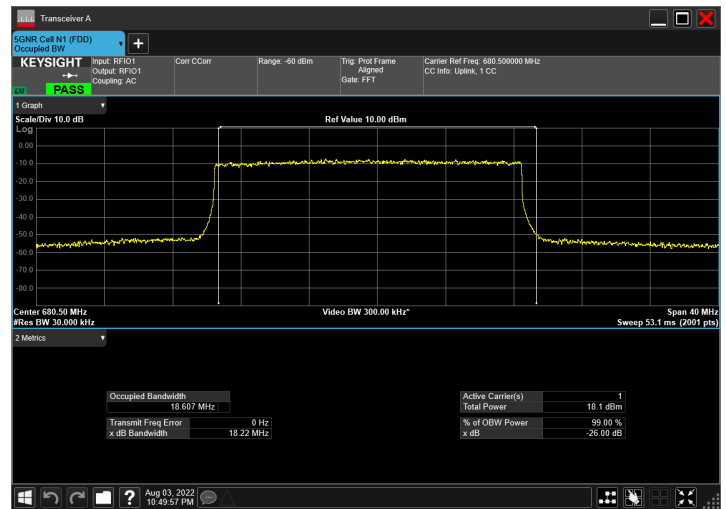 Transceiver A
5GNR Cell N1 (FDD)
Occupied BW
KEYSIGHT
LXI
PASS
Input: RFIO1
Output: RFIO1
Coupling: AC
Corr CCorr
Range: -60 dBm
Trig: Prot Frame
Aligned
Gate: FFT
Carrier Ref Freq: 680.500000 MHz
CC Info: Uplink, 1 CC
1 Graph
Scale/Div 10.0 dB
Ref Value 10.00 dBm
Log
0.00
-10.0
-20.0
-30.0
-40.0
-50.0
-60.0
-70.0
-80.0
Center 680.50 MHz
#Res BW 30.000 kHz
Video BW 300.00 kHz*
Span 40 MHz
Sweep 53.1 ms (2001 pts)
2 Metrics
Occupied Bandwidth
18.607 MHz
Transmit Freq Error 0 Hz
x dB Bandwidth 18.22 MHz
Active Carrier(s) 1
Total Power 18.1 dBm
% of OBW Power 99.00 %
x dB -26.00 dB
?
Aug 03, 2022
10:49:57 PM